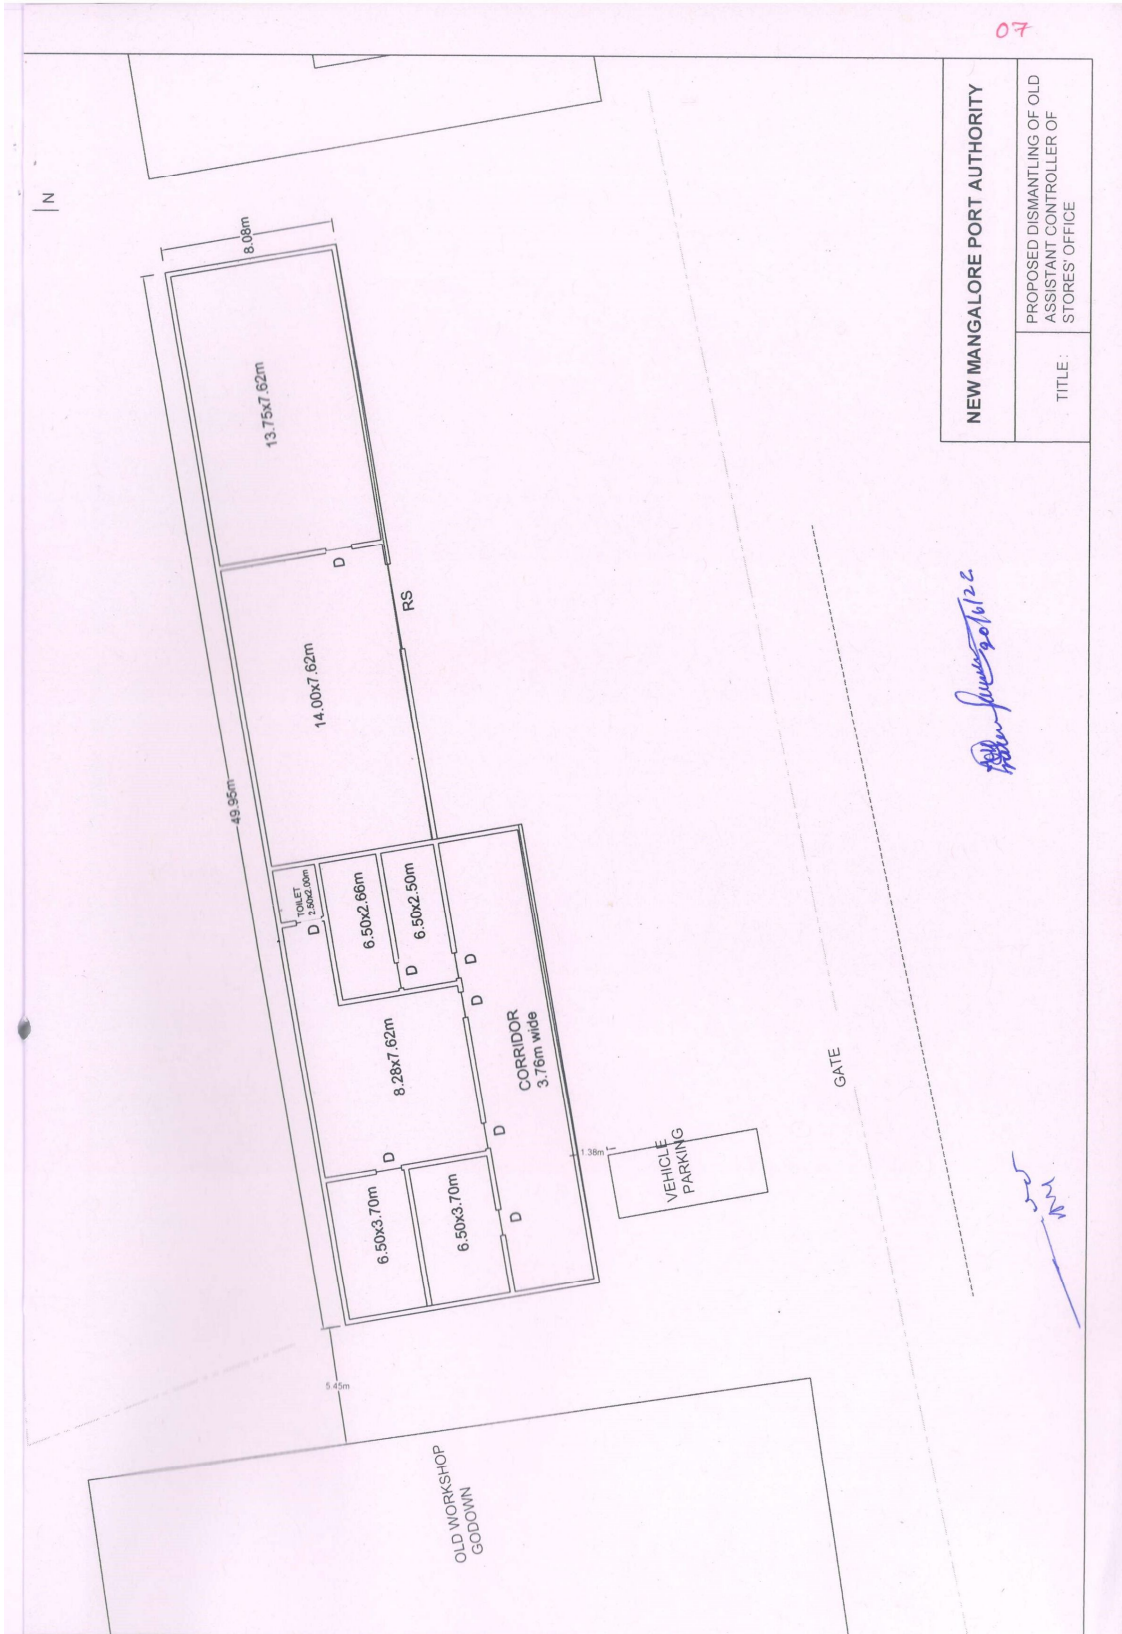 07
N
NEW MANGALORE PORT AUTHORITY
TITLE :
PROPOSED DISMANTLING OF OLD
ASSISTANT CONTROLLER OF
STORES' OFFICE
49.95m
8.08m
13.75x7.62m
D
RS
14.00x7.62m
TOILET
2.50x2.00m
D
6.50x2.66m
6.50x2.50m
D
D
D
8.28x7.62m
CORRIDOR
3.76m wide
D
D
6.50x3.70m
6.50x3.70m
D
1.38m
VEHICLE
PARKING
GATE
5.45m
OLD WORKSHOP
GODOWN
20/6/22